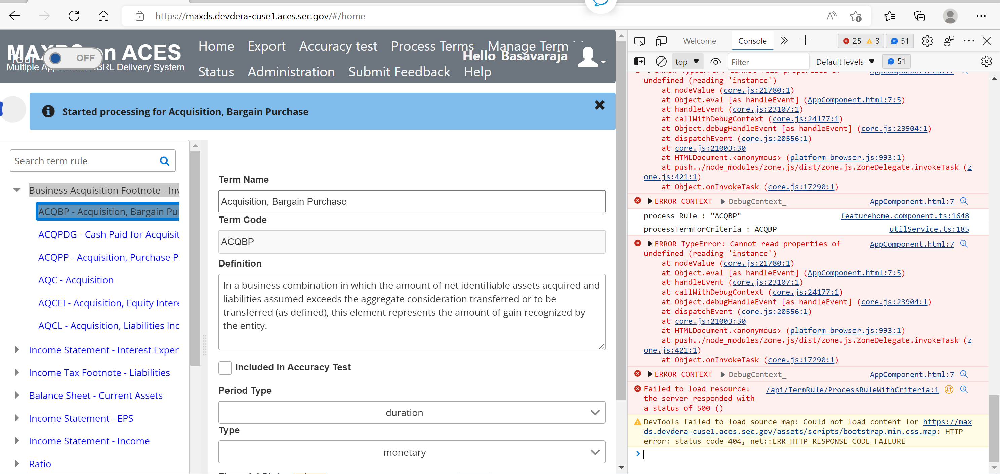 https://maxds.devdera-cuse1.aces.sec.gov/#/home
MAXDS on ACES
Your
OFF
Multiple Application XBRL Delivery System
Home Export Accuracy test Process Terms Manage Term
Hello Basavaraja
Status Administration Submit Feedback Help
Started processing for Acquisition, Bargain Purchase
Search term rule
Business Acquisition Footnote - Inv
ACQBP - Acquisition, Bargain Pur
ACQPDG - Cash Paid for Acquisit
ACQPP - Acquisition, Purchase P
AQC - Acquisition
AQCEI - Acquisition, Equity Intere
AQCL - Acquisition, Liabilities Inc
Income Statement - Interest Expen
Income Tax Footnote - Liabilities
Balance Sheet - Current Assets
Income Statement - EPS
Income Statement - Income
Ratio
Term Name
Acquisition, Bargain Purchase
Term Code
ACQBP
Definition
In a business combination in which the amount of net identifiable assets acquired and
liabilities assumed exceeds the aggregate consideration transferred or to be
transferred (as defined), this element represents the amount of gain recognized by
the entity.
Included in Accuracy Test
Period Type
duration
Type
monetary
Welcome Console 25 3 51
top Filter Default levels 51
ERROR TypeError: Cannot read properties of AppComponent.html:7
undefined (reading 'instance')
at nodeValue (core.js:21780:1)
at Object.eval [as handleEvent] (AppComponent.html:7:5)
at handleEvent (core.js:23107:1)
at callWithDebugContext (core.js:24177:1)
at Object.debugHandleEvent [as handleEvent] (core.js:23904:1)
at dispatchEvent (core.js:20556:1)
at core.js:21003:30
at HTMLDocument.<anonymous> (platform-browser.js:993:1)
at push../node_modules/zone.js/dist/zone.js.ZoneDelegate.invokeTask (z
one.js:421:1)
at Object.onInvokeTask (core.js:17290:1)
ERROR CONTEXT DebugContext_ AppComponent.html:7
process Rule : "ACQBP" featurehome.component.ts:1648
processTermForCriteria : ACQBP utilService.ts:185
ERROR TypeError: Cannot read properties of AppComponent.html:7
undefined (reading 'instance')
at nodeValue (core.js:21780:1)
at Object.eval [as handleEvent] (AppComponent.html:7:5)
at handleEvent (core.js:23107:1)
at callWithDebugContext (core.js:24177:1)
at Object.debugHandleEvent [as handleEvent] (core.js:23904:1)
at dispatchEvent (core.js:20556:1)
at core.js:21003:30
at HTMLDocument.<anonymous> (platform-browser.js:993:1)
at push../node_modules/zone.js/dist/zone.js.ZoneDelegate.invokeTask (z
one.js:421:1)
at Object.onInvokeTask (core.js:17290:1)
ERROR CONTEXT DebugContext_ AppComponent.html:7
Failed to load resource: /api/TermRule/ProcessRuleWithCriteria:1
the server responded with
a status of 500 ()
DevTools failed to load source map: Could not load content for https://max
ds.devdera-cuse1.aces.sec.gov/assets/scripts/bootstrap.min.css.map: HTTP
error: status code 404, net::ERR_HTTP_RESPONSE_CODE_FAILURE